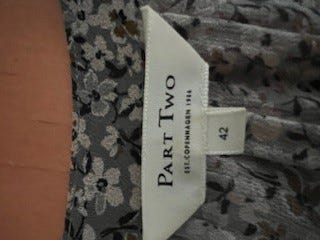 PART TWO
EST. COPENHAGEN 1986
42